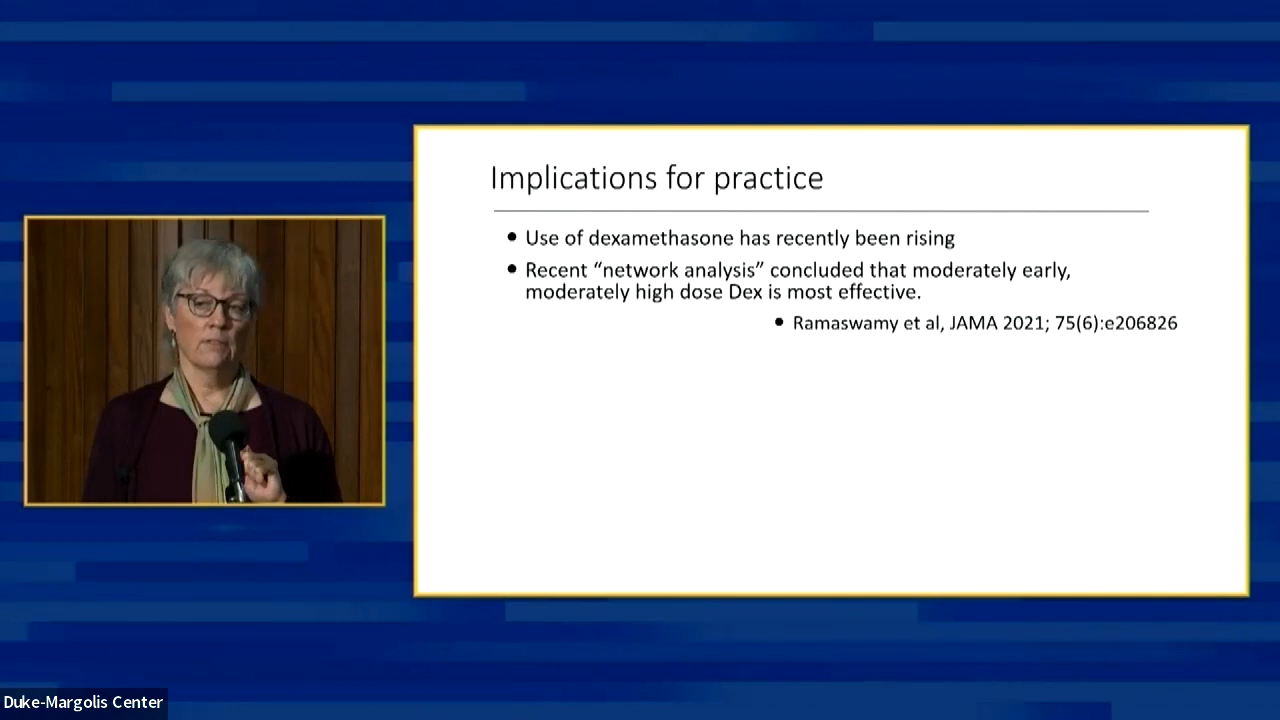 Implications for practice
● Use of dexamethasone has recently been rising
● Recent “network analysis” concluded that moderately early,
moderately high dose Dex is most effective.
● Ramaswamy et al, JAMA 2021; 75(6):e206826
Duke-Margolis Center